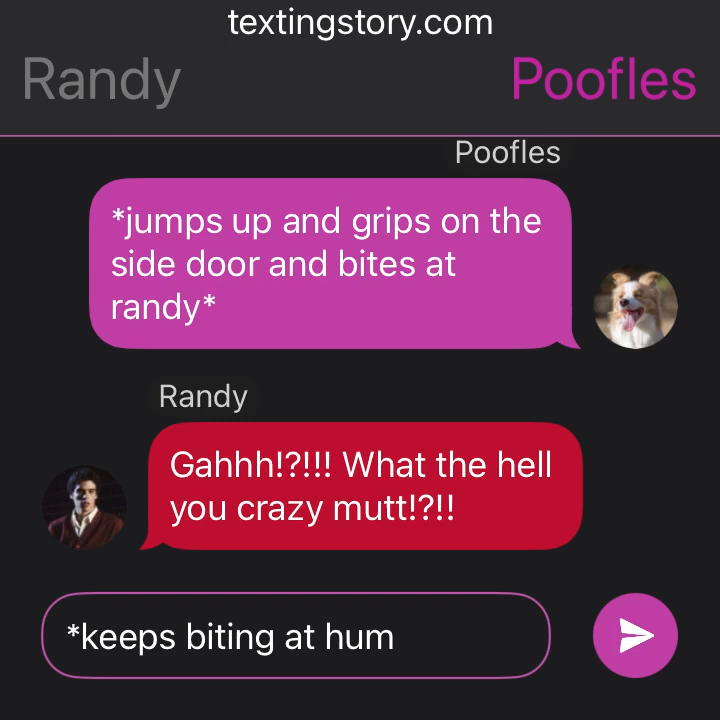 textingstory.com
Randy Poofles
Poofles
*jumps up and grips on the
side door and bites at
randy*
Randy
Gahhh!?!!! What the hell
you crazy mutt!?!!
*keeps biting at hum